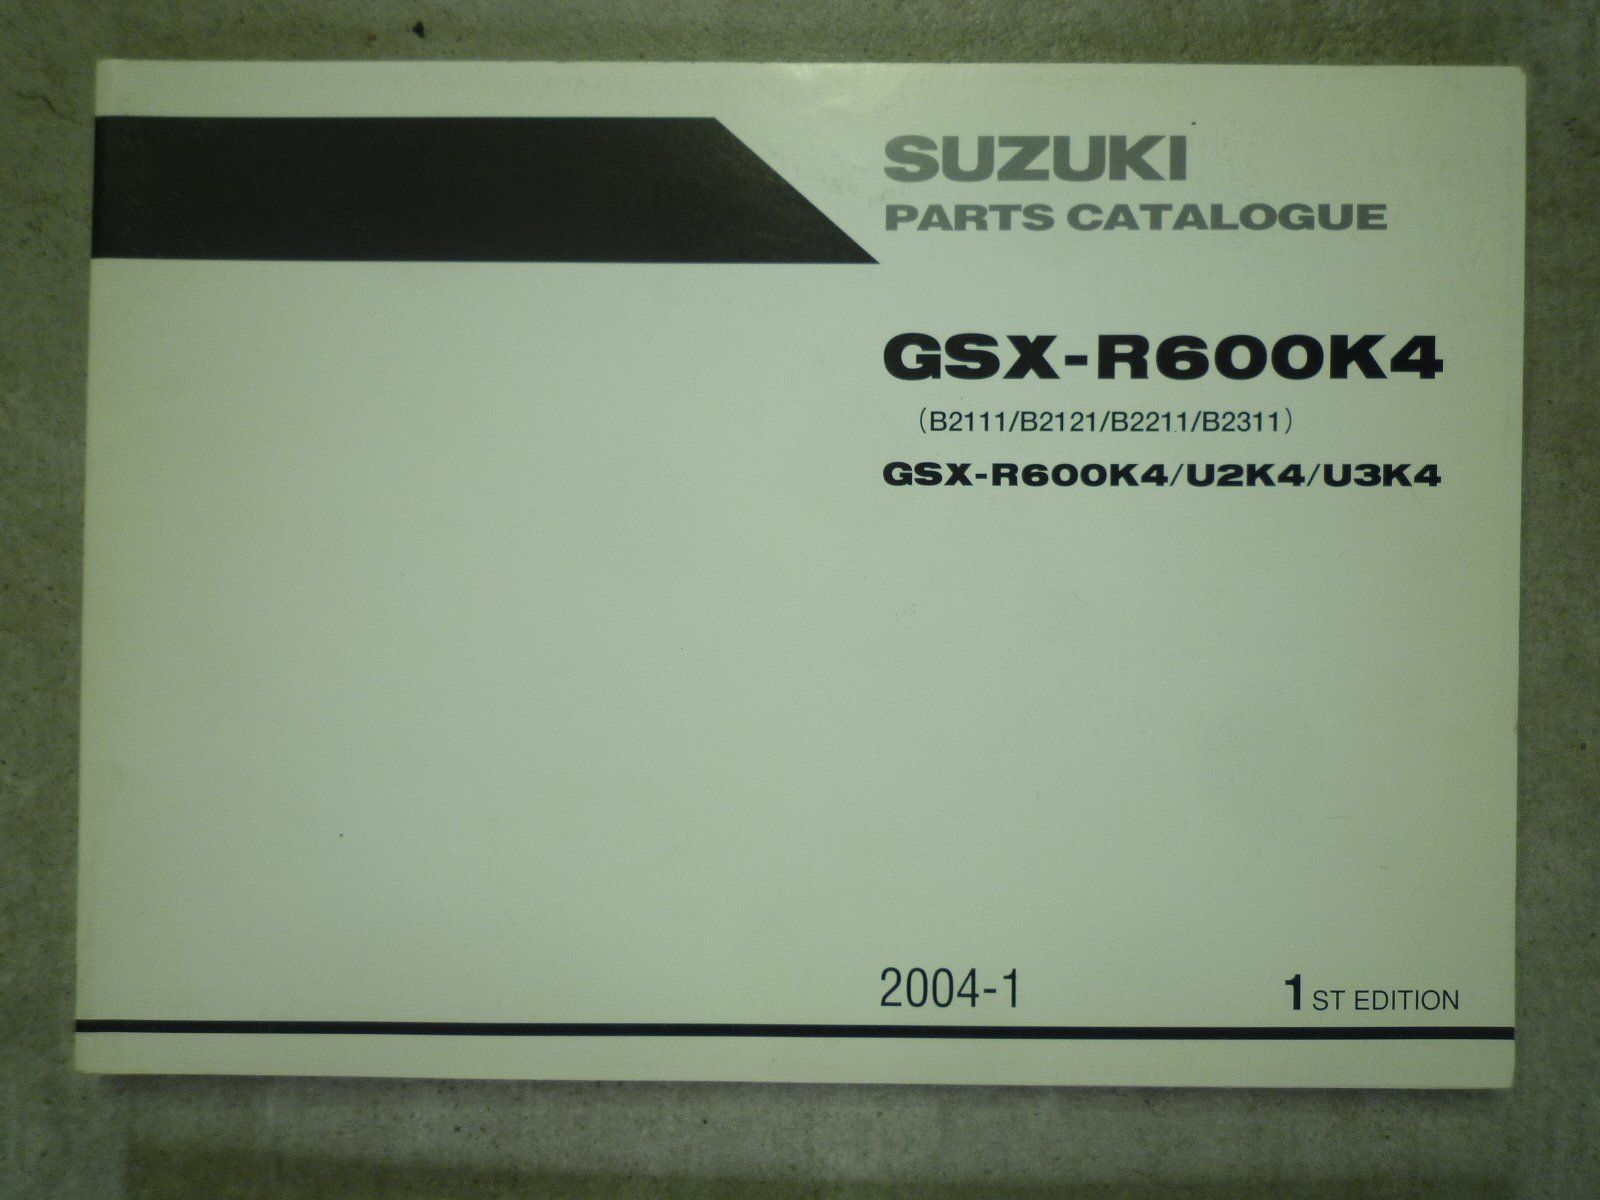 SUZUKI
PARTS CATALOGUE
GSX-R600K4
(B2111/B2121/B2211/B2311)
GSX-R600K4/U2K4/U3K4
2004-1
1 ST EDITION